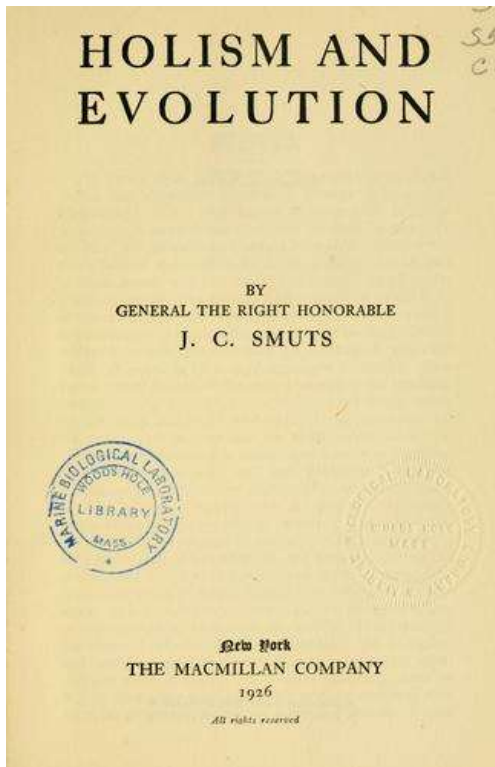 HOLISM AND
EVOLUTION
BY
GENERAL THE RIGHT HONORABLE
J. C. SMUTS
MARINE BIOLOGICAL LABORATORY
WOODS HOLE
LIBRARY
MASS.
New York
THE MACMILLAN COMPANY
1926
All rights reserved